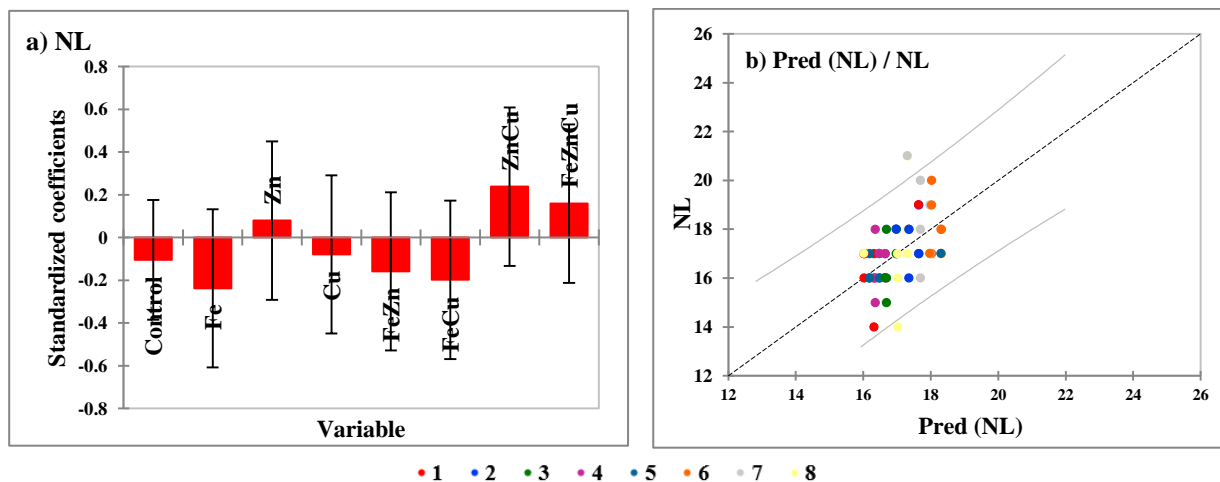 a) NL
Standardized coefficients
0.8
0.6
0.4
0.2
0
-0.2
-0.4
-0.6
-0.8
Control
Fe
Zn
Cu
FeZn
FeCu
ZnCu
FeZnCu
Variable
b) Pred (NL) / NL
NL
26
24
22
20
18
16
14
12
12 14 16 18 20 22 24 26
Pred (NL)
1 2 3 4 5 6 7 8